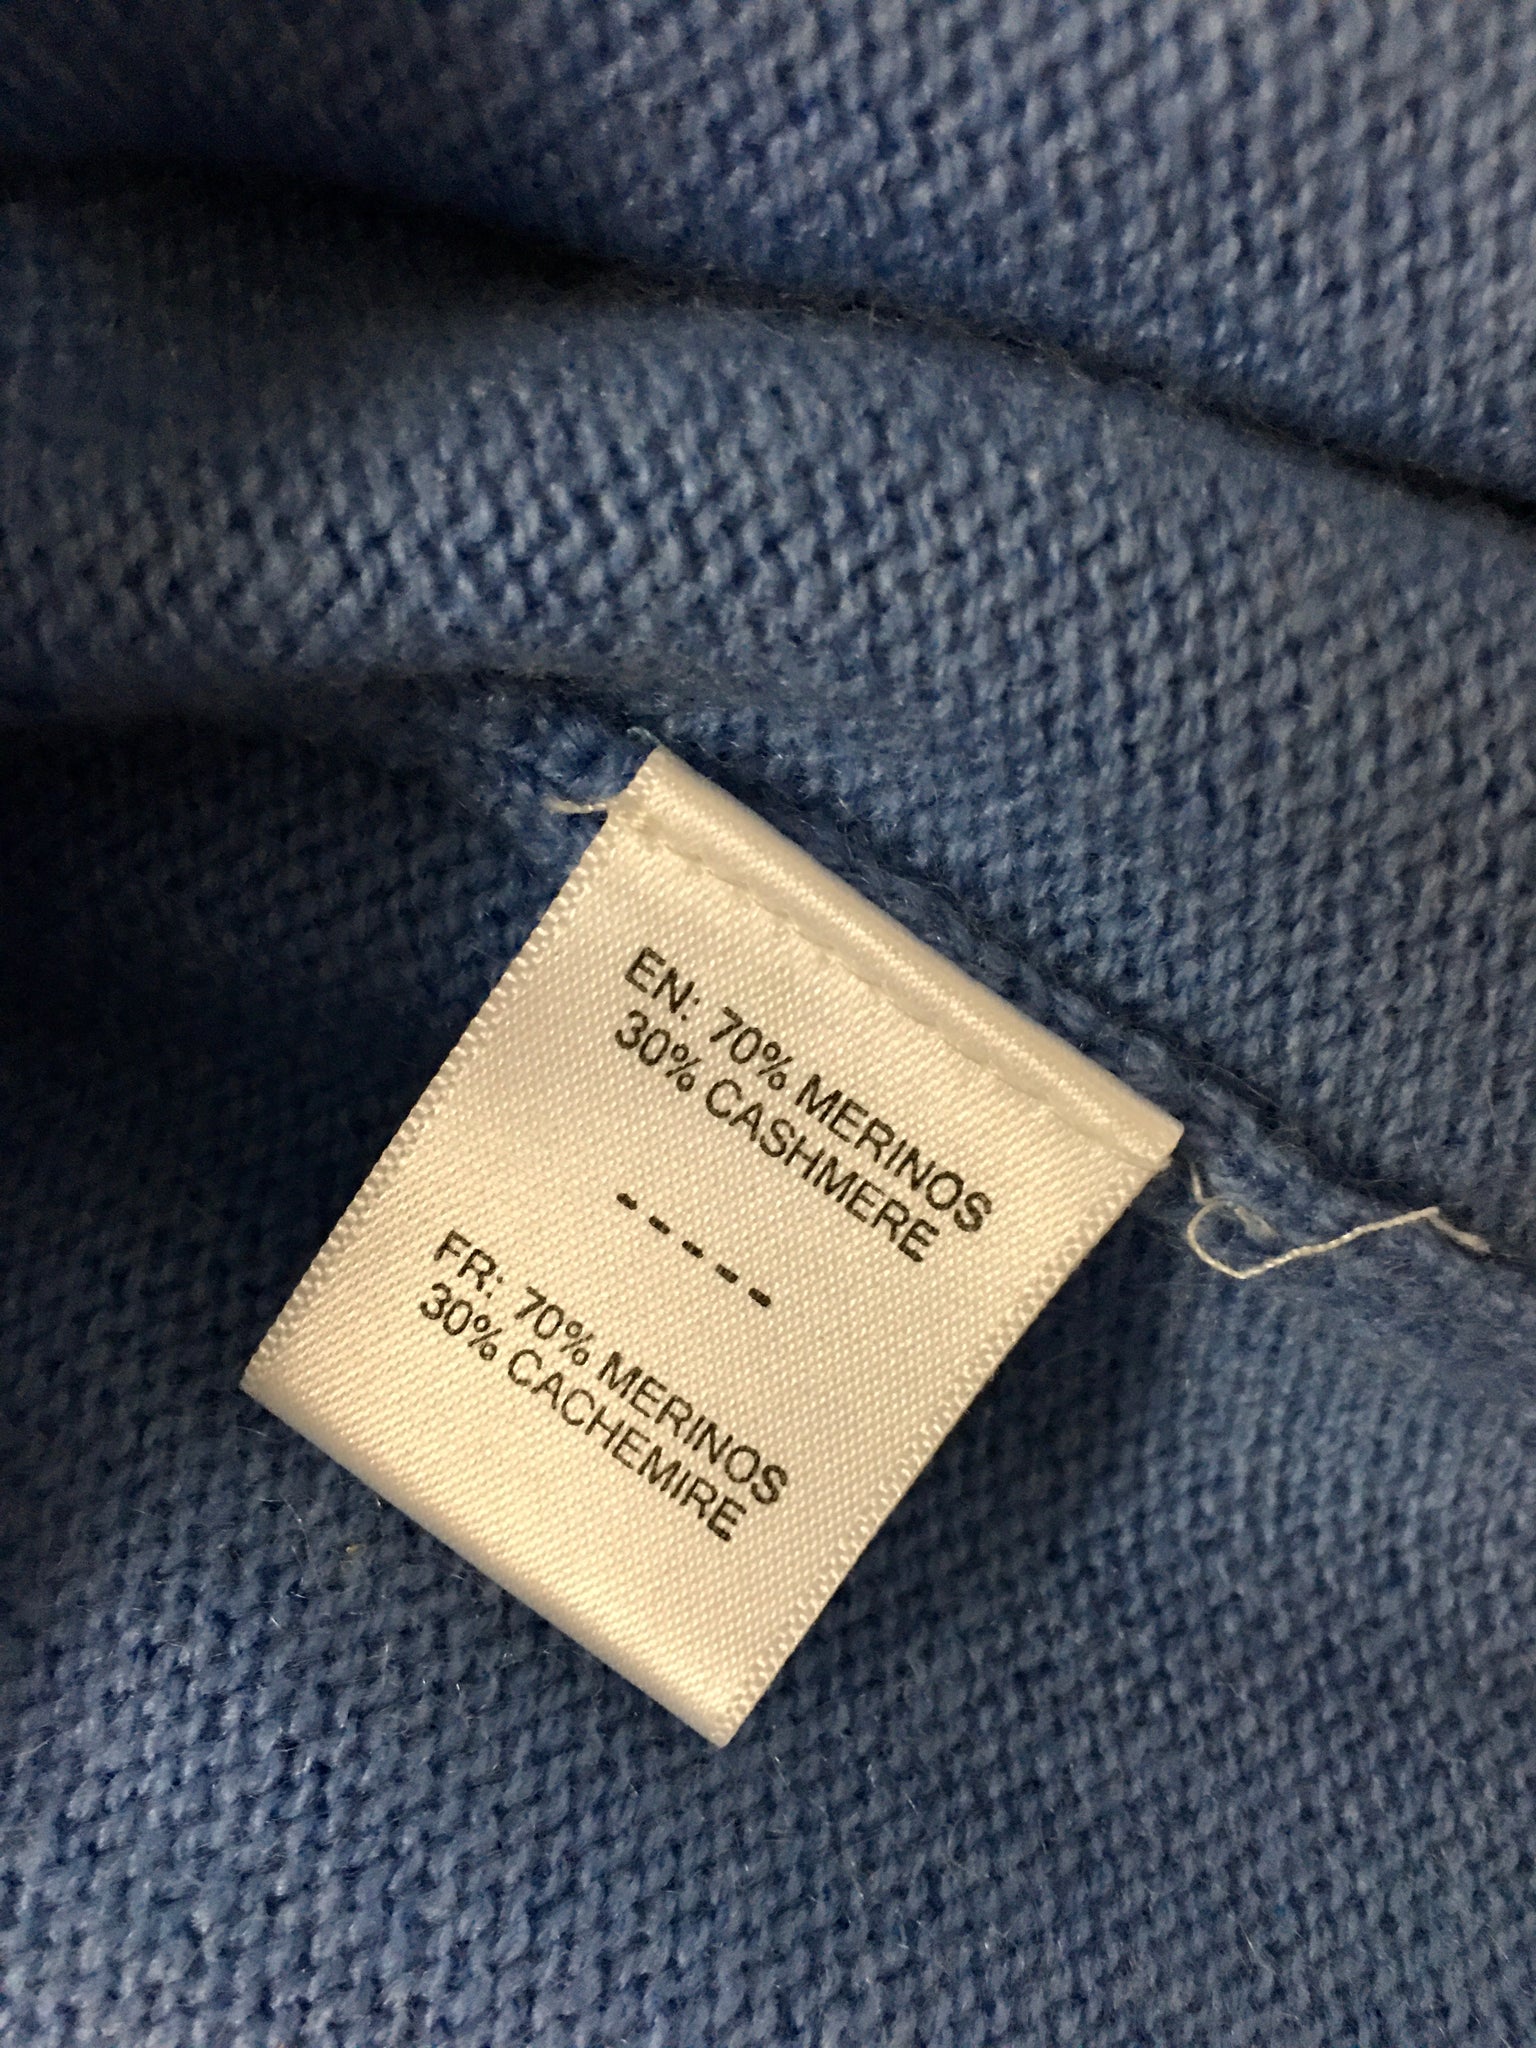 EN: 70% MERINOS
30% CASHMERE
-----
FR: 70% MERINOS
30% CACHEMIRE